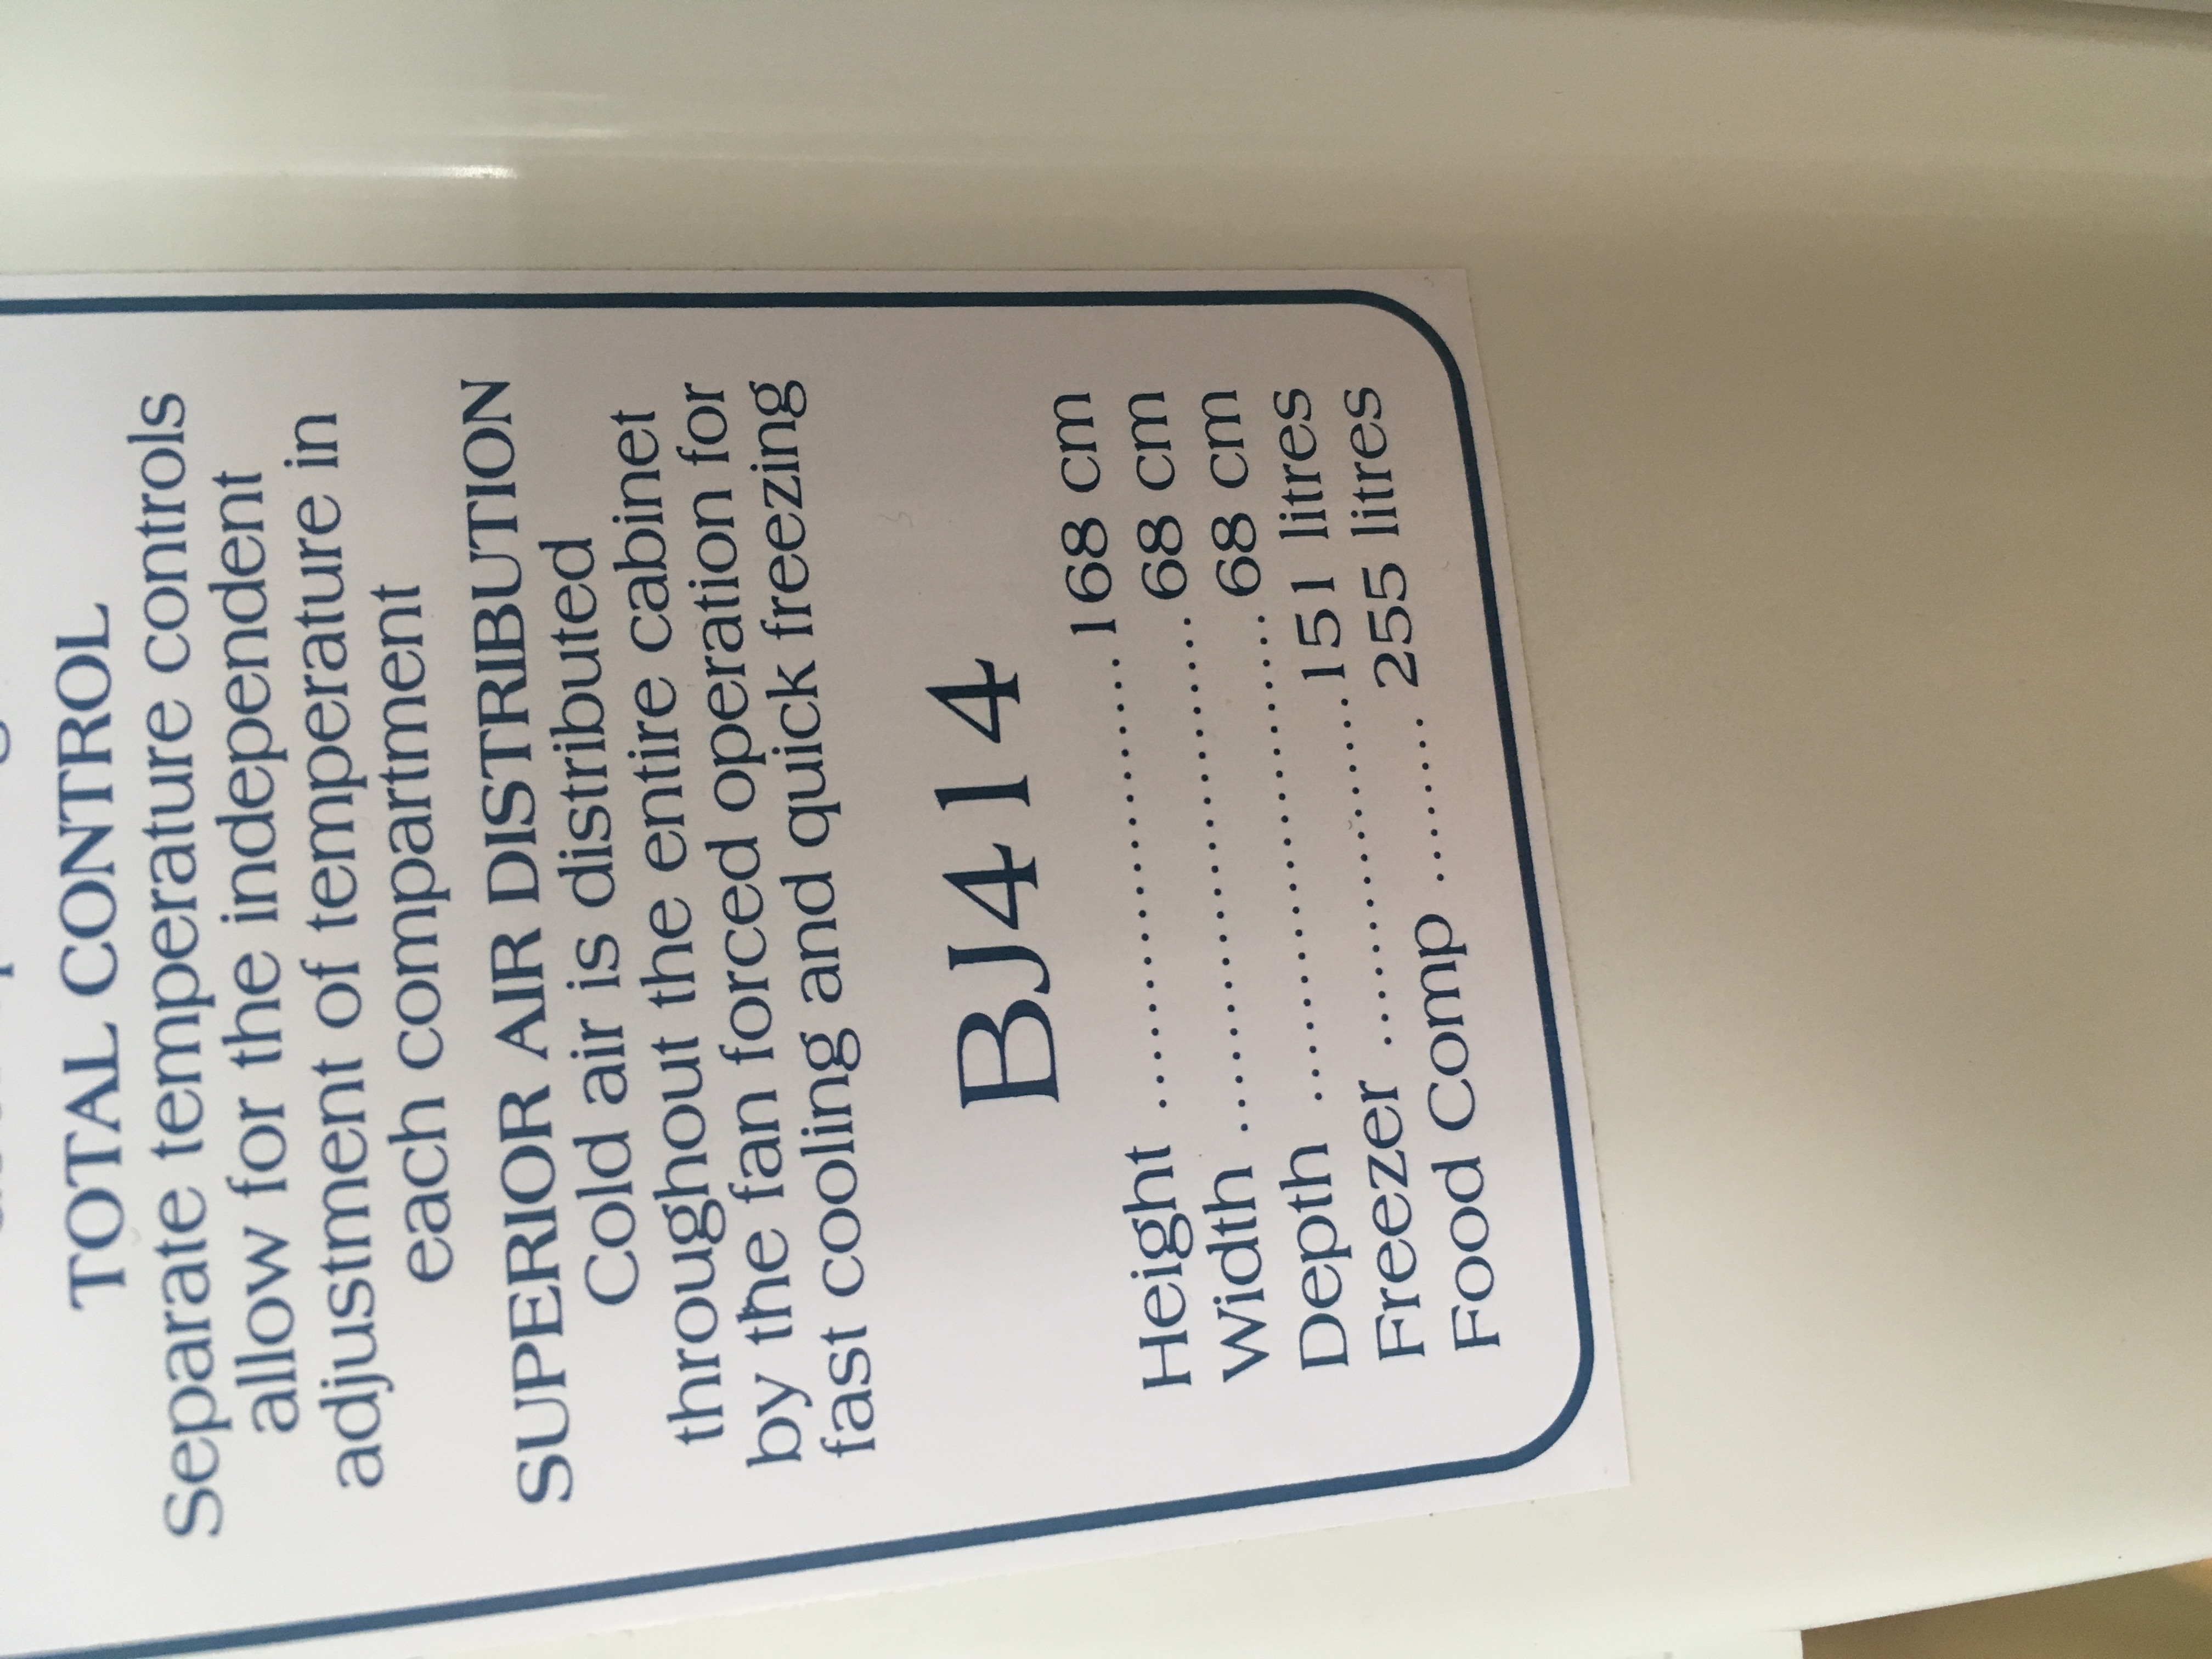 TOTAL CONTROL
Separate temperature controls
allow for the independent
adjustment of temperature in
each compartment
SUPERIOR AIR DISTRIBUTION
Cold air is distributed
throughout the entire cabinet
by the fan forced operation for
fast cooling and quick freezing
BJ414
Height ........................ 168 cm
Width .......................... 68 cm
Depth ......................... 68 cm
Freezer .................... 151 litres
Food Comp ......... 255 litres